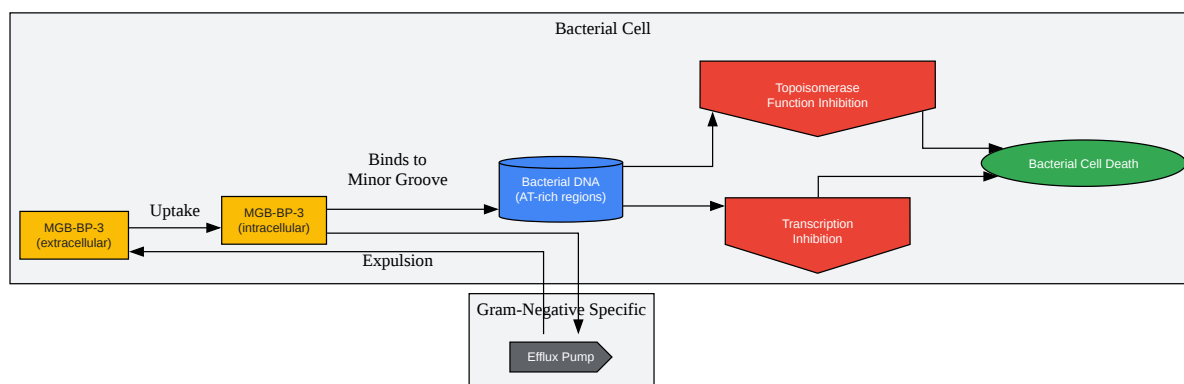 Bacterial Cell
Topoisomerase
Function Inhibition
Binds to
Minor Groove
Bacterial DNA
(AT-rich regions)
Bacterial Cell Death
Uptake
MGB-BP-3
(extracellular)
MGB-BP-3
(intracellular)
Transcription
Inhibition
Expulsion
Gram-Negative Specific
Efflux Pump